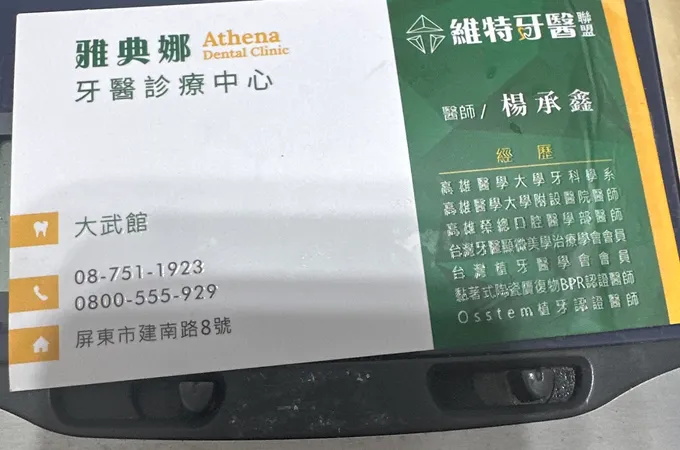 雅典娜 Athena
Dental Clinic
牙醫診療中心
大武館
08-751-1923
0800-555-929
屏東市建南路8號
維特牙醫 聯盟
醫師/ 楊承鑫
經歷
高雄醫學大學牙科學系
高雄醫學大學附設醫院醫師
高雄榮總口腔醫學部醫師
台灣牙醫顯微美學治療學會會員
台灣植牙醫學會會員
黏著式陶瓷贋復物BPR認證醫師
Osstem植牙認證醫師